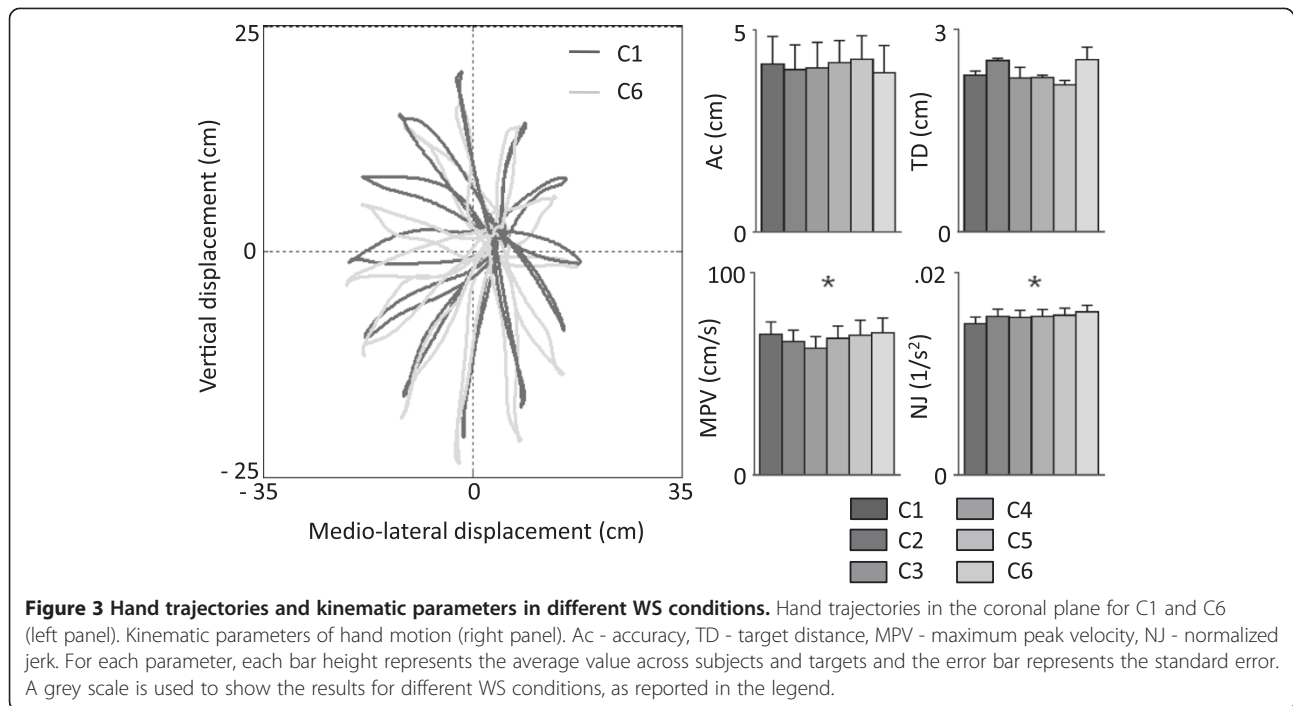 25
0
- 25
- 35
0
35
Vertical displacement (cm)
Medio-lateral displacement (cm)
C1
C6
5
0
Ac (cm)
3
0
TD (cm)
100
0
MPV (cm/s)
*
.02
0
NJ (1/s²)
*
C1
C2
C3
C4
C5
C6
Figure 3 Hand trajectories and kinematic parameters in different WS conditions. Hand trajectories in the coronal plane for C1 and C6
(left panel). Kinematic parameters of hand motion (right panel). Ac - accuracy, TD - target distance, MPV - maximum peak velocity, NJ - normalized
jerk. For each parameter, each bar height represents the average value across subjects and targets and the error bar represents the standard error.
A grey scale is used to show the results for different WS conditions, as reported in the legend.